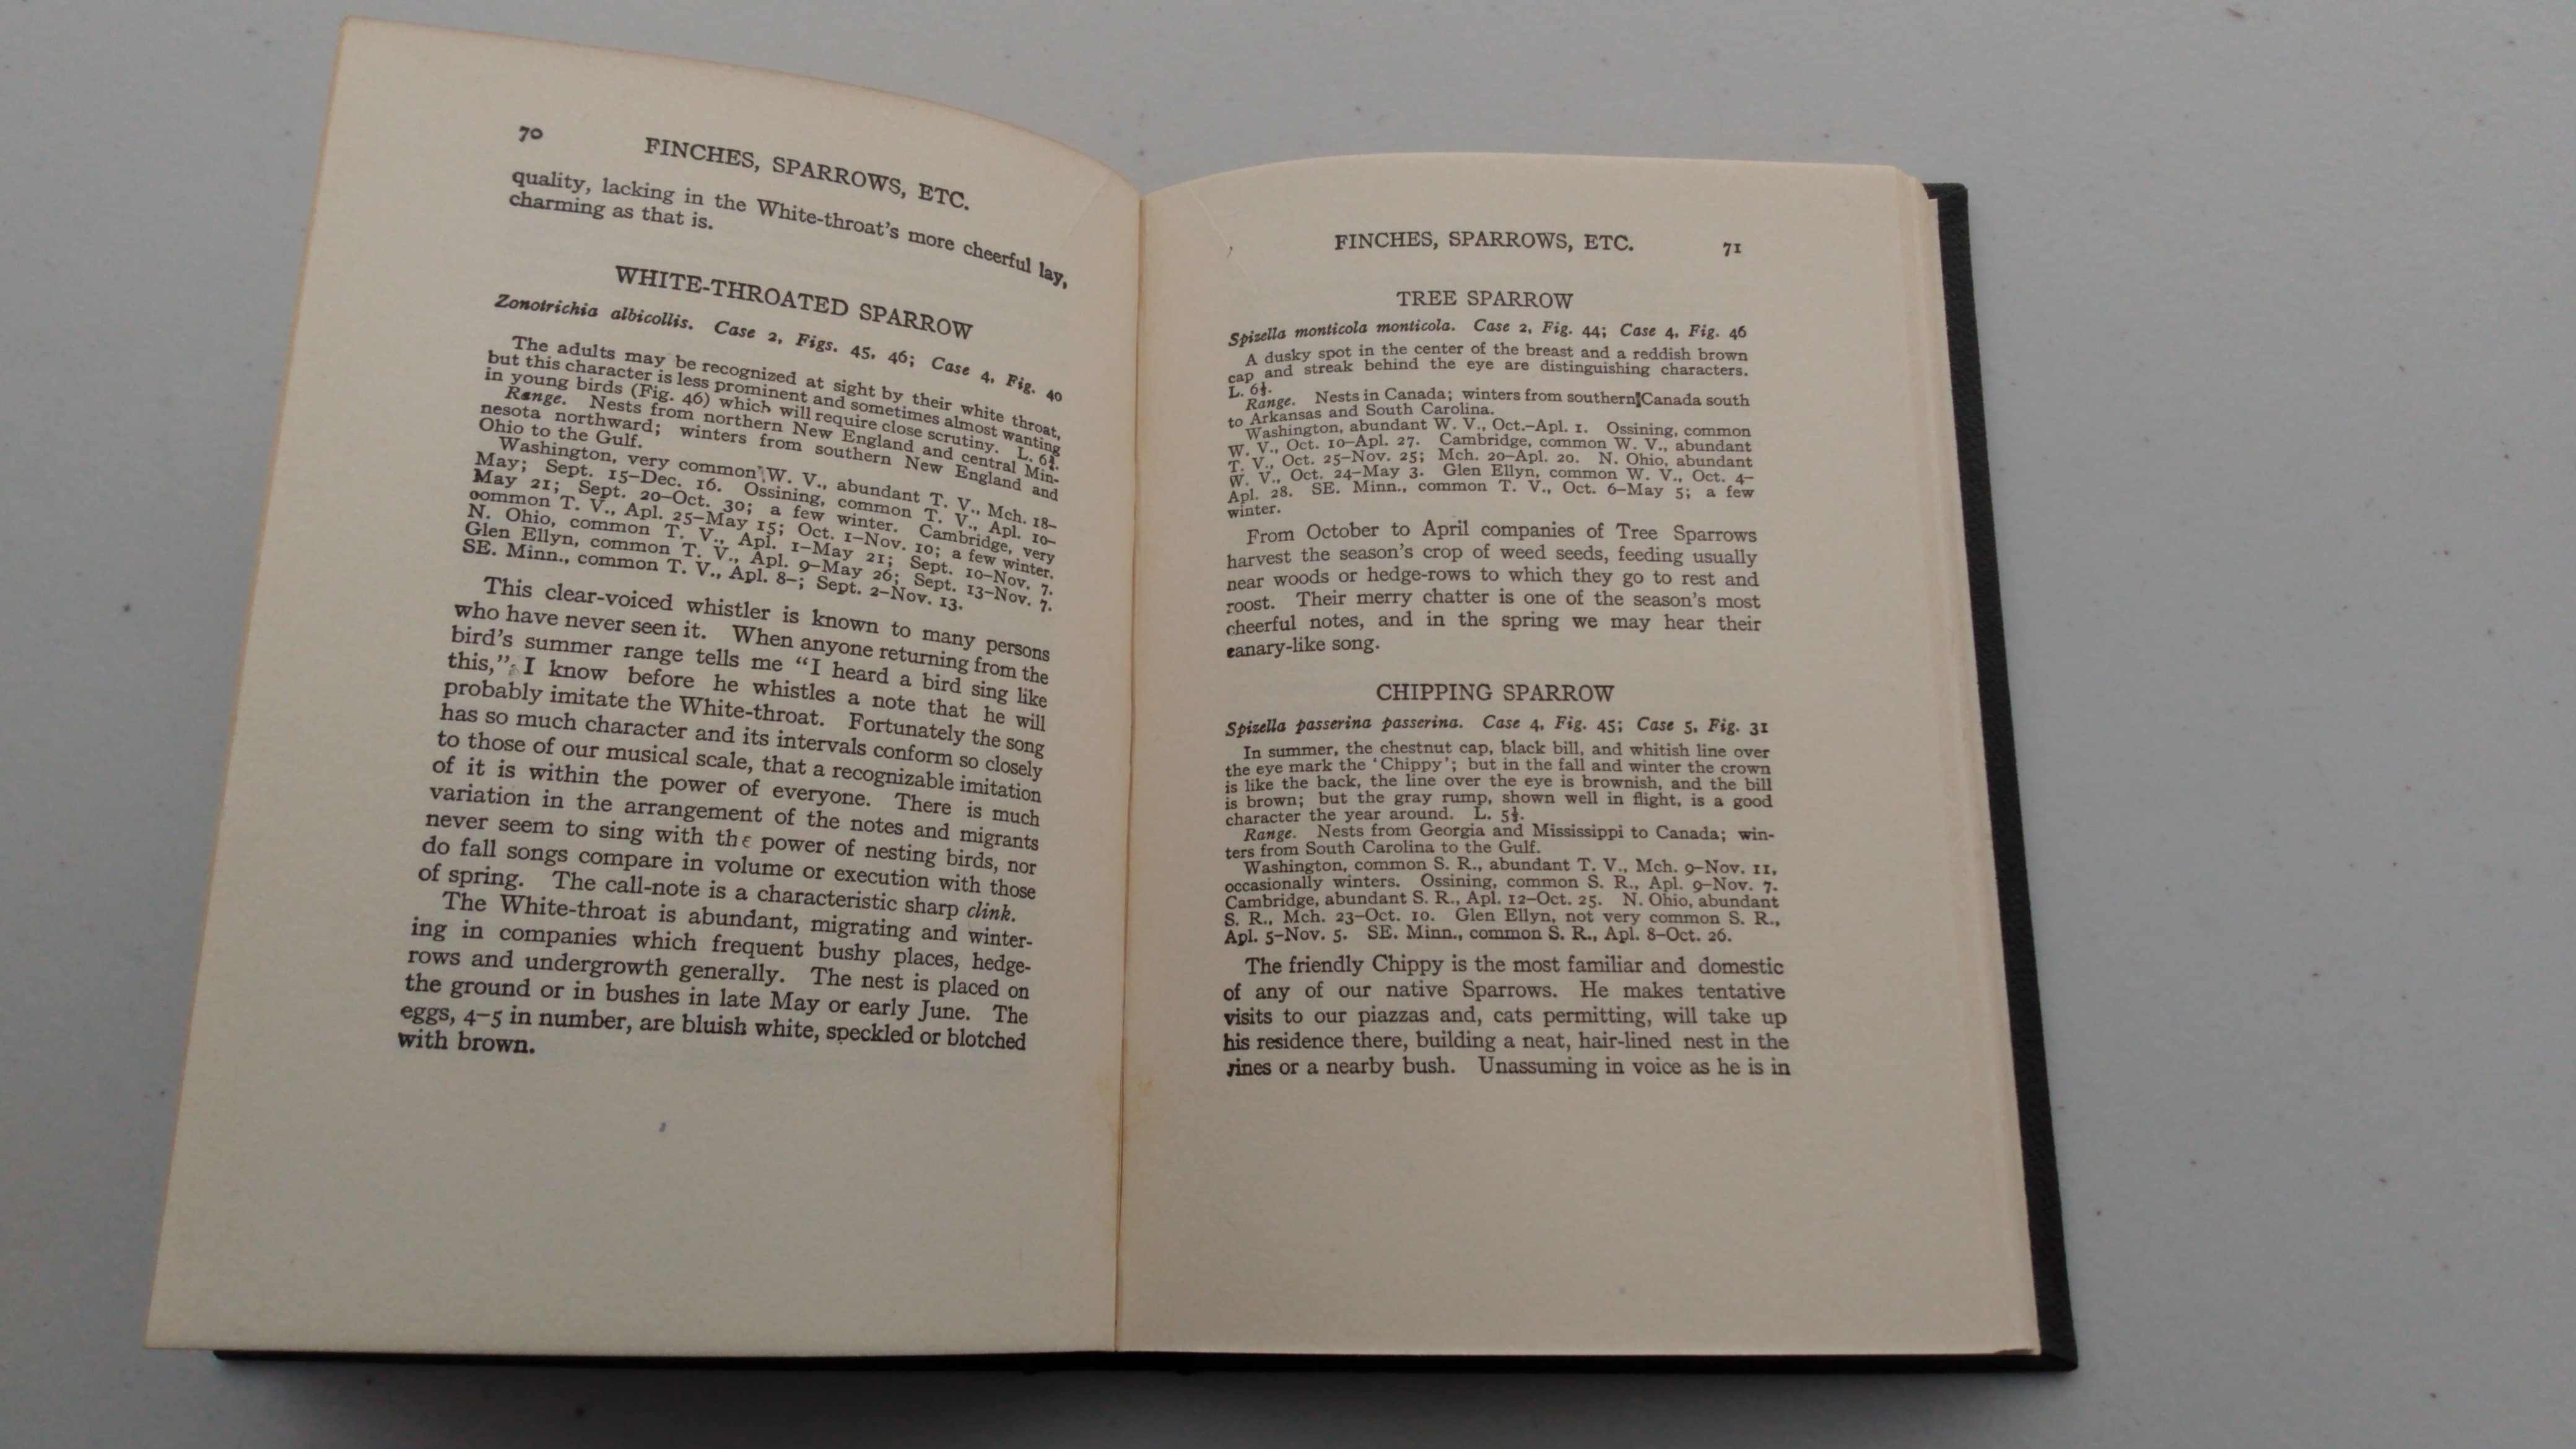 70
FINCHES, SPARROWS, ETC.
quality, lacking in the White-throat's more cheerful lay,
charming as that is.
WHITE-THROATED SPARROW
Zonotrichia albicollis. Case 2, Figs. 45, 46; Case 4, Fig. 40
The adults may be recognized at sight by their white throat,
but this character is less prominent and sometimes almost wanting
in young birds (Fig. 46) which will require close scrutiny. L. 6¾.
Range. Nests from northern New England and central Min-
nesota northward; winters from southern New England and
Ohio to the Gulf.
Washington, very common W. V., abundant T. V., Mch. 18-
May; Sept. 15–Dec. 16. Ossining, common T. V., Apl. 10-
May 21; Sept. 20–Oct. 30; a few winter. Cambridge, very
common T. V., Apl. 25–May 15; Oct. 1–Nov. 10; a few winter.
N. Ohio, common T. V., Apl. 1–May 21; Sept. 10–Nov. 7.
Glen Ellyn, common T. V., Apl. 9–May 26; Sept. 13–Nov. 7.
SE. Minn., common T. V., Apl. 8–; Sept. 2–Nov. 13.
This clear-voiced whistler is known to many persons
who have never seen it. When anyone returning from the
bird's summer range tells me "I heard a bird sing like
this," I know before he whistles a note that he will
probably imitate the White-throat. Fortunately the song
has so much character and its intervals conform so closely
to those of our musical scale, that a recognizable imitation
of it is within the power of everyone. There is much
variation in the arrangement of the notes and migrants
never seem to sing with the power of nesting birds, nor
do fall songs compare in volume or execution with those
of spring. The call-note is a characteristic sharp clink.
The White-throat is abundant, migrating and winter-
ing in companies which frequent bushy places, hedge-
rows and undergrowth generally. The nest is placed on
the ground or in bushes in late May or early June. The
eggs, 4–5 in number, are bluish white, speckled or blotched
with brown.
FINCHES, SPARROWS, ETC.
71
TREE SPARROW
Spizella monticola monticola. Case 2, Fig. 44; Case 4, Fig. 46
A dusky spot in the center of the breast and a reddish brown
cap and streak behind the eye are distinguishing characters.
L. 6¼.
Range. Nests in Canada; winters from southern Canada south
to Arkansas and South Carolina.
Washington, abundant W. V., Oct.–Apl. 1. Ossining, common
W. V., Oct. 10–Apl. 27. Cambridge, common W. V., abundant
T. V., Oct. 25–Nov. 25; Mch. 20–Apl. 20. N. Ohio, abundant
W. V., Oct. 24–May 3. Glen Ellyn, common W. V., Oct. 4–
Apl. 28. SE. Minn., common T. V., Oct. 6–May 5; a few
winter.
From October to April companies of Tree Sparrows
harvest the season's crop of weed seeds, feeding usually
near woods or hedge-rows to which they go to rest and
roost. Their merry chatter is one of the season's most
cheerful notes, and in the spring we may hear their
canary-like song.
CHIPPING SPARROW
Spizella passerina passerina. Case 4, Fig. 45; Case 5, Fig. 31
In summer, the chestnut cap, black bill, and whitish line over
the eye mark the 'Chippy'; but in the fall and winter the crown
is like the back, the line over the eye is brownish, and the bill
is brown; but the gray rump, shown well in flight, is a good
character the year around. L. 5¼.
Range. Nests from Georgia and Mississippi to Canada; win-
ters from South Carolina to the Gulf.
Washington, common S. R., abundant T. V., Mch. 9–Nov. 11,
occasionally winters. Ossining, common S. R., Apl. 9–Nov. 7.
Cambridge, abundant S. R., Apl. 12–Oct. 25. N. Ohio, abundant
S. R., Mch. 23–Oct. 10. Glen Ellyn, not very common S. R.,
Apl. 5–Nov. 5. SE. Minn., common S. R., Apl. 8–Oct. 26.
The friendly Chippy is the most familiar and domestic
of any of our native Sparrows. He makes tentative
visits to our piazzas and, cats permitting, will take up
his residence there, building a neat, hair-lined nest in the
vines or a nearby bush. Unassuming in voice as he is in